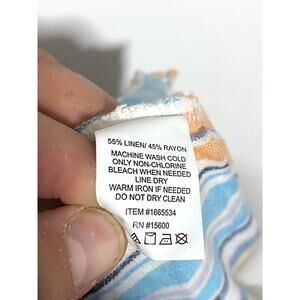 55% LINEN/ 45% RAYON
MACHINE WASH COLD
ONLY NON-CHLORINE
BLEACH WHEN NEEDED
LINE DRY
WARM IRON IF NEEDED
DO NOT DRY CLEAN
ITEM #1665534
RN #15600